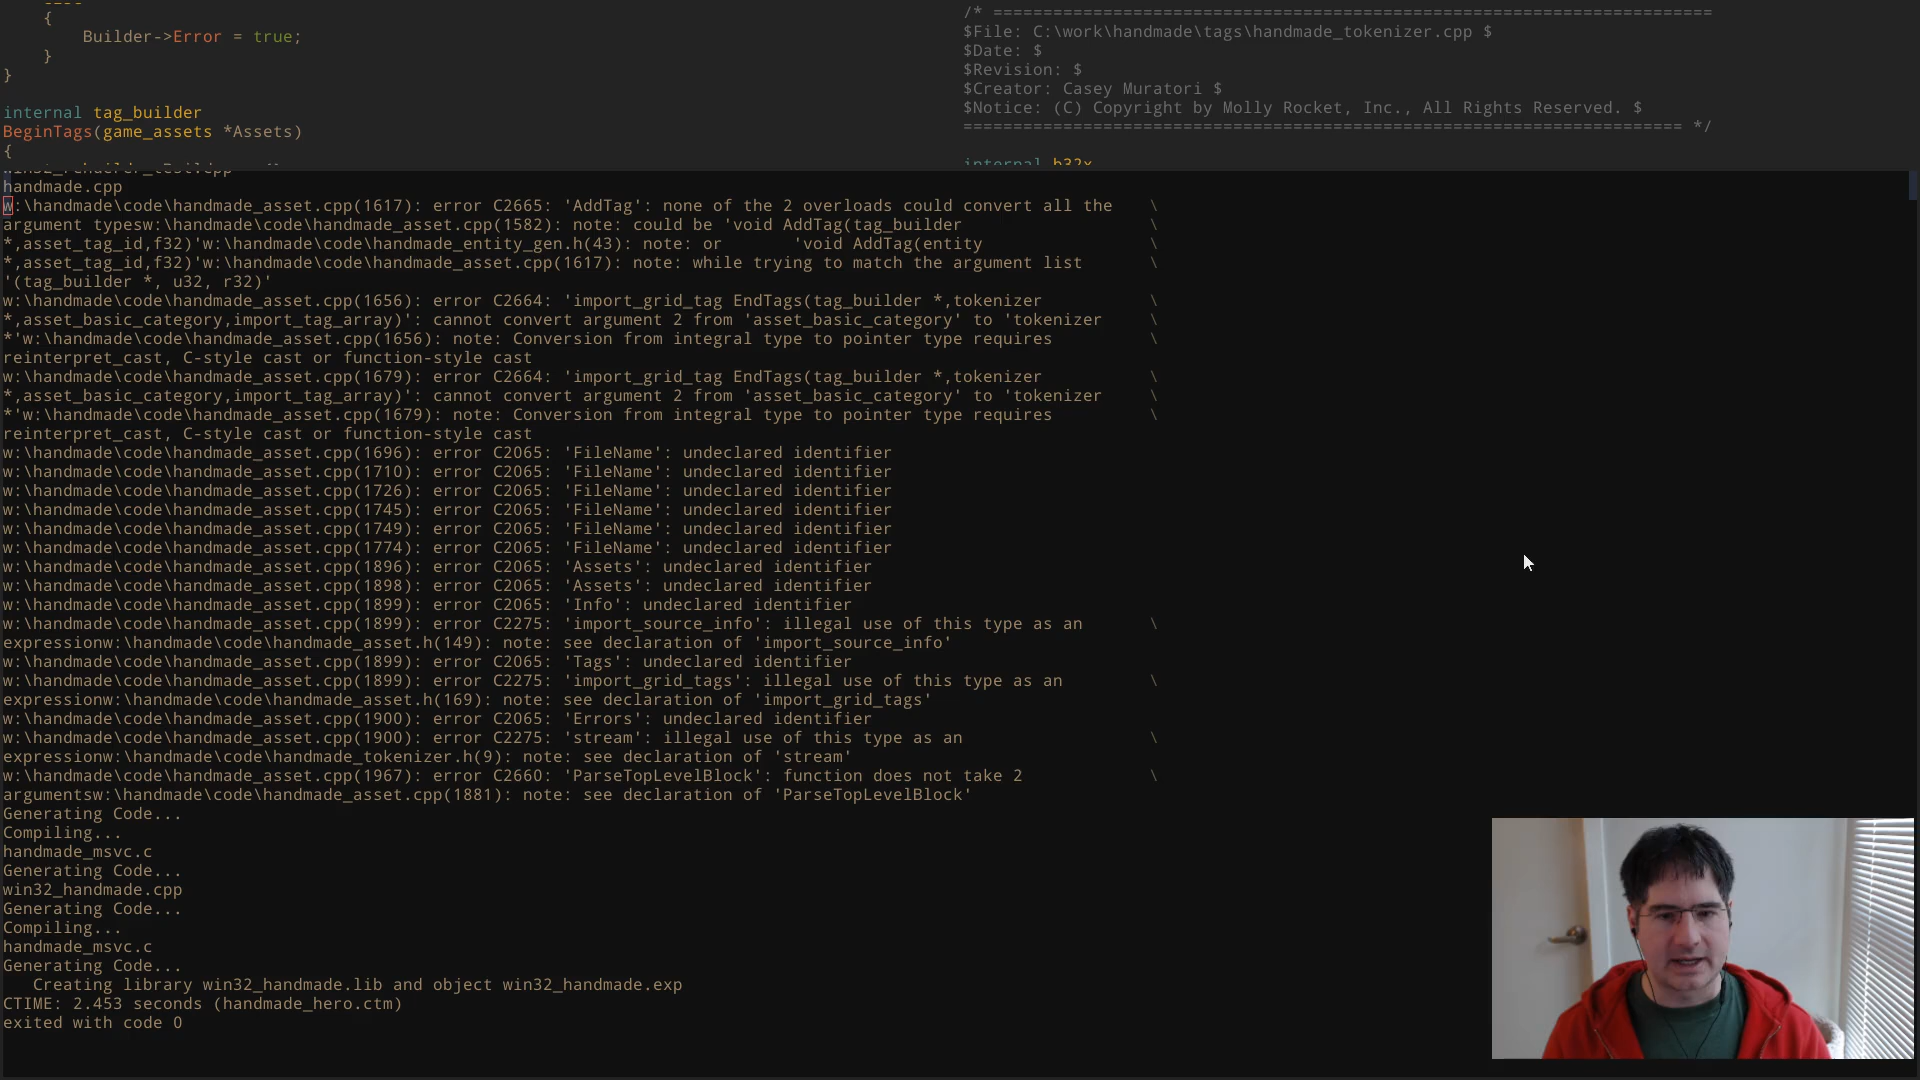 {
Builder->Error = true;
}
}
internal tag_builder
BeginTags(game_assets *Assets)
{
/* ========================================================================
$File: C:\work\handmade\tags\handmade_tokenizer.cpp $
$Date: $
$Revision: $
$Creator: Casey Muratori $
$Notice: (C) Copyright by Molly Rocket, Inc., All Rights Reserved. $
======================================================================== */
internal b32x
win32_renderer_test.cpp
handmade.cpp
w:\handmade\code\handmade_asset.cpp(1617): error C2665: 'AddTag': none of the 2 overloads could convert all the \
argument typesw:\handmade\code\handmade_asset.cpp(1582): note: could be 'void AddTag(tag_builder \
*,asset_tag_id,f32)'w:\handmade\code\handmade_entity_gen.h(43): note: or       'void AddTag(entity \
*,asset_tag_id,f32)'w:\handmade\code\handmade_asset.cpp(1617): note: while trying to match the argument list \
'(tag_builder *, u32, r32)'
w:\handmade\code\handmade_asset.cpp(1656): error C2664: 'import_grid_tag EndTags(tag_builder *,tokenizer \
*,asset_basic_category,import_tag_array)': cannot convert argument 2 from 'asset_basic_category' to 'tokenizer \
*'w:\handmade\code\handmade_asset.cpp(1656): note: Conversion from integral type to pointer type requires \
reinterpret_cast, C-style cast or function-style cast
w:\handmade\code\handmade_asset.cpp(1679): error C2664: 'import_grid_tag EndTags(tag_builder *,tokenizer \
*,asset_basic_category,import_tag_array)': cannot convert argument 2 from 'asset_basic_category' to 'tokenizer \
*'w:\handmade\code\handmade_asset.cpp(1679): note: Conversion from integral type to pointer type requires \
reinterpret_cast, C-style cast or function-style cast
w:\handmade\code\handmade_asset.cpp(1696): error C2065: 'FileName': undeclared identifier
w:\handmade\code\handmade_asset.cpp(1710): error C2065: 'FileName': undeclared identifier
w:\handmade\code\handmade_asset.cpp(1726): error C2065: 'FileName': undeclared identifier
w:\handmade\code\handmade_asset.cpp(1745): error C2065: 'FileName': undeclared identifier
w:\handmade\code\handmade_asset.cpp(1749): error C2065: 'FileName': undeclared identifier
w:\handmade\code\handmade_asset.cpp(1774): error C2065: 'FileName': undeclared identifier
w:\handmade\code\handmade_asset.cpp(1896): error C2065: 'Assets': undeclared identifier
w:\handmade\code\handmade_asset.cpp(1898): error C2065: 'Assets': undeclared identifier
w:\handmade\code\handmade_asset.cpp(1899): error C2065: 'Info': undeclared identifier
w:\handmade\code\handmade_asset.cpp(1899): error C2275: 'import_source_info': illegal use of this type as an \
expressionw:\handmade\code\handmade_asset.h(149): note: see declaration of 'import_source_info'
w:\handmade\code\handmade_asset.cpp(1899): error C2065: 'Tags': undeclared identifier
w:\handmade\code\handmade_asset.cpp(1899): error C2275: 'import_grid_tags': illegal use of this type as an \
expressionw:\handmade\code\handmade_asset.h(169): note: see declaration of 'import_grid_tags'
w:\handmade\code\handmade_asset.cpp(1900): error C2065: 'Errors': undeclared identifier
w:\handmade\code\handmade_asset.cpp(1900): error C2275: 'stream': illegal use of this type as an \
expressionw:\handmade\code\handmade_tokenizer.h(9): note: see declaration of 'stream'
w:\handmade\code\handmade_asset.cpp(1967): error C2660: 'ParseTopLevelBlock': function does not take 2 \
argumentsw:\handmade\code\handmade_asset.cpp(1881): note: see declaration of 'ParseTopLevelBlock'
Generating Code...
Compiling...
handmade_msvc.c
Generating Code...
win32_handmade.cpp
Generating Code...
Compiling...
handmade_msvc.c
Generating Code...
Creating library win32_handmade.lib and object win32_handmade.exp
CTIME: 2.453 seconds (handmade_hero.ctm)
exited with code 0